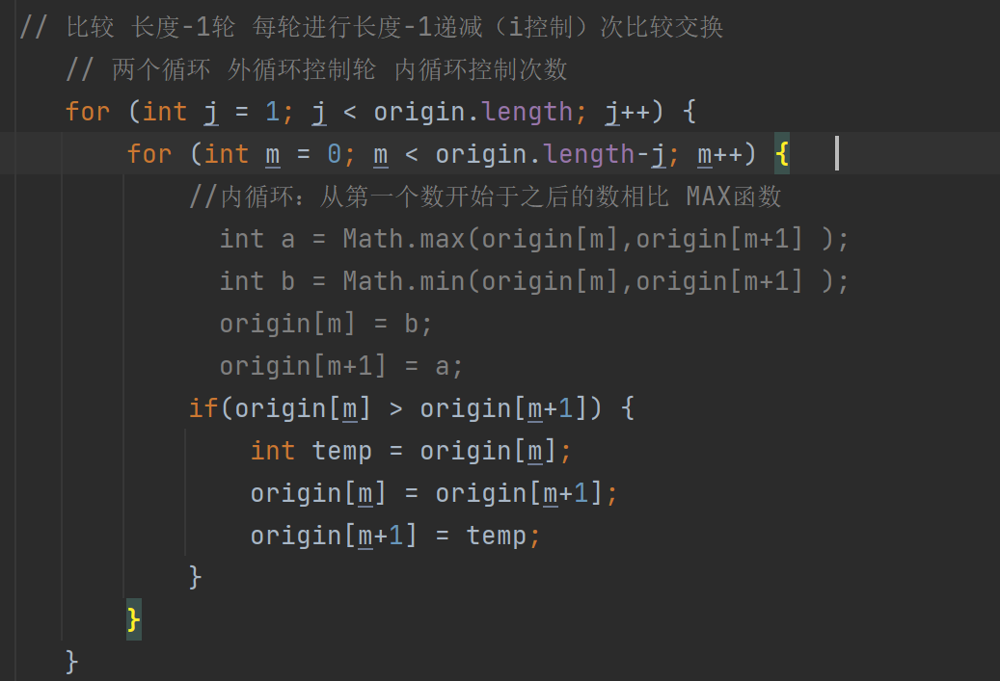 // 比较 长度-1轮 每轮进行长度-1递减（i控制）次比较交换
// 两个循环 外循环控制轮 内循环控制次数
for (int j = 1; j < origin.length; j++) {
for (int m = 0; m < origin.length-j; m++) {
//内循环：从第一个数开始于之后的数相比 MAX函数
int a = Math.max(origin[m],origin[m+1] );
int b = Math.min(origin[m],origin[m+1] );
origin[m] = b;
origin[m+1] = a;
if(origin[m] > origin[m+1]) {
int temp = origin[m];
origin[m] = origin[m+1];
origin[m+1] = temp;
}
}
}